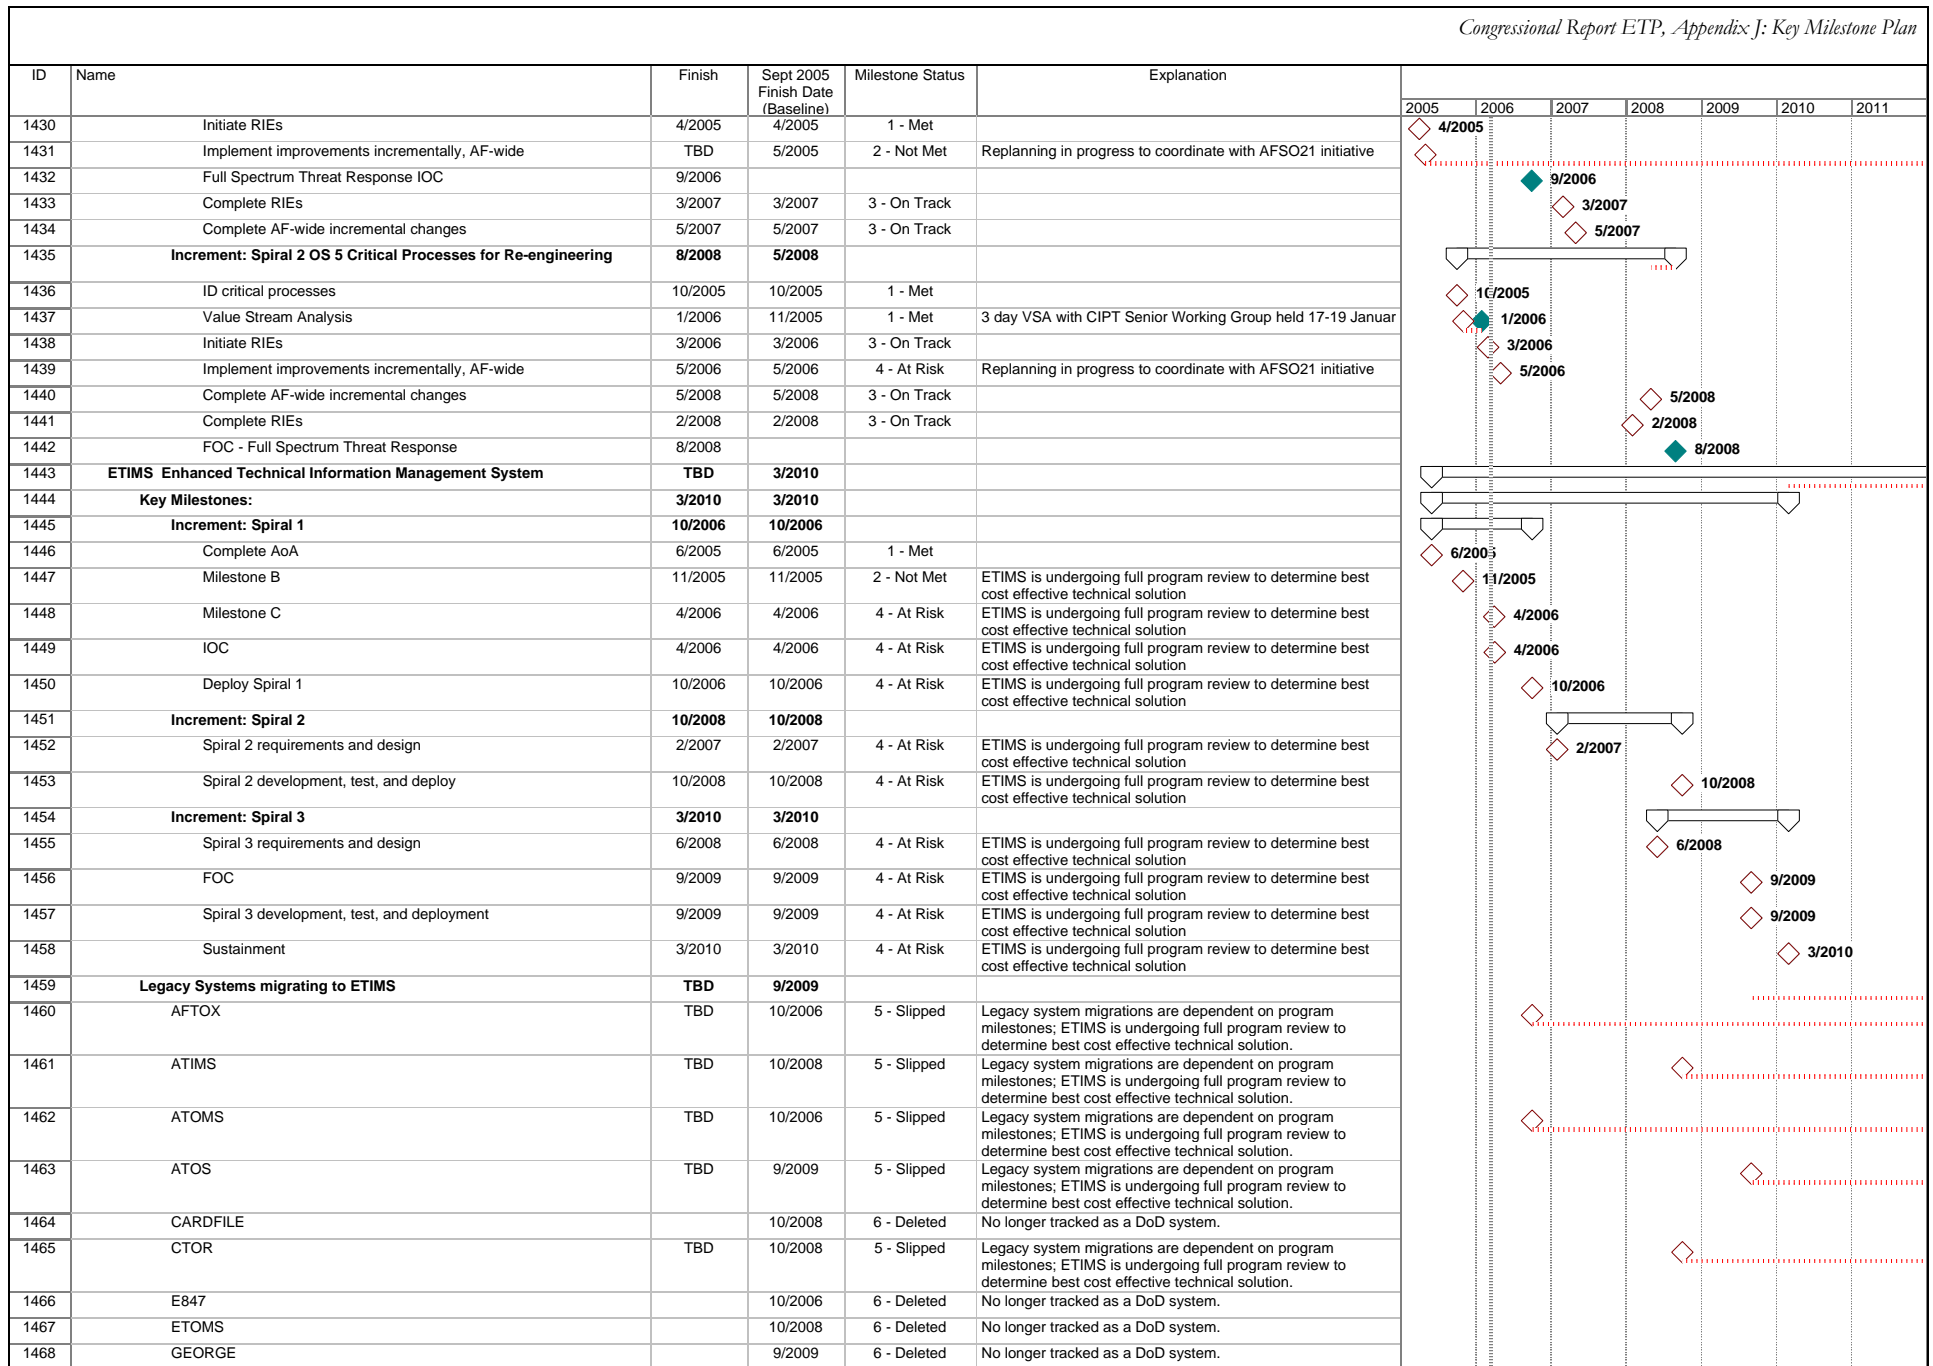 Congressional Report ETP, Appendix J: Key Milestone Plan
ID Name Finish Sept 2005 Finish Date (Baseline) Milestone Status Explanation 2005 2006 2007 2008 2009 2010 2011
1430 Initiate RIEs 4/2005 4/2005 1 - Met 4/2005
1431 Implement improvements incrementally, AF-wide TBD 5/2005 2 - Not Met Replanning in progress to coordinate with AFSO21 initiative
1432 Full Spectrum Threat Response IOC 9/2006 9/2006
1433 Complete RIEs 3/2007 3/2007 3 - On Track 3/2007
1434 Complete AF-wide incremental changes 5/2007 5/2007 3 - On Track 5/2007
1435 Increment: Spiral 2 OS 5 Critical Processes for Re-engineering 8/2008 5/2008
1436 ID critical processes 10/2005 10/2005 1 - Met 10/2005
1437 Value Stream Analysis 1/2006 11/2005 1 - Met 3 day VSA with CIPT Senior Working Group held 17-19 Januar 1/2006
1438 Initiate RIEs 3/2006 3/2006 3 - On Track 3/2006
1439 Implement improvements incrementally, AF-wide 5/2006 5/2006 4 - At Risk Replanning in progress to coordinate with AFSO21 initiative 5/2006
1440 Complete AF-wide incremental changes 5/2008 5/2008 3 - On Track 5/2008
1441 Complete RIEs 2/2008 2/2008 3 - On Track 2/2008
1442 FOC - Full Spectrum Threat Response 8/2008 8/2008
1443 ETIMS Enhanced Technical Information Management System TBD 3/2010
1444 Key Milestones: 3/2010 3/2010
1445 Increment: Spiral 1 10/2006 10/2006
1446 Complete AoA 6/2005 6/2005 1 - Met 6/2005
1447 Milestone B 11/2005 11/2005 2 - Not Met ETIMS is undergoing full program review to determine best 11/2005
cost effective technical solution
1448 Milestone C 4/2006 4/2006 4 - At Risk ETIMS is undergoing full program review to determine best 4/2006
cost effective technical solution
1449 IOC 4/2006 4/2006 4 - At Risk ETIMS is undergoing full program review to determine best 4/2006
cost effective technical solution
1450 Deploy Spiral 1 10/2006 10/2006 4 - At Risk ETIMS is undergoing full program review to determine best 10/2006
cost effective technical solution
1451 Increment: Spiral 2 10/2008 10/2008
1452 Spiral 2 requirements and design 2/2007 2/2007 4 - At Risk ETIMS is undergoing full program review to determine best 2/2007
cost effective technical solution
1453 Spiral 2 development, test, and deploy 10/2008 10/2008 4 - At Risk ETIMS is undergoing full program review to determine best 10/2008
cost effective technical solution
1454 Increment: Spiral 3 3/2010 3/2010
1455 Spiral 3 requirements and design 6/2008 6/2008 4 - At Risk ETIMS is undergoing full program review to determine best 6/2008
cost effective technical solution
1456 FOC 9/2009 9/2009 4 - At Risk ETIMS is undergoing full program review to determine best 9/2009
cost effective technical solution
1457 Spiral 3 development, test, and deployment 9/2009 9/2009 4 - At Risk ETIMS is undergoing full program review to determine best 9/2009
cost effective technical solution
1458 Sustainment 3/2010 3/2010 4 - At Risk ETIMS is undergoing full program review to determine best 3/2010
cost effective technical solution
1459 Legacy Systems migrating to ETIMS TBD 9/2009
1460 AFTOX TBD 10/2006 5 - Slipped Legacy system migrations are dependent on program
milestones; ETIMS is undergoing full program review to
determine best cost effective technical solution.
1461 ATIMS TBD 10/2008 5 - Slipped Legacy system migrations are dependent on program
milestones; ETIMS is undergoing full program review to
determine best cost effective technical solution.
1462 ATOMS TBD 10/2006 5 - Slipped Legacy system migrations are dependent on program
milestones; ETIMS is undergoing full program review to
determine best cost effective technical solution.
1463 ATOS TBD 9/2009 5 - Slipped Legacy system migrations are dependent on program
milestones; ETIMS is undergoing full program review to
determine best cost effective technical solution.
1464 CARDFILE 10/2008 6 - Deleted No longer tracked as a DoD system.
1465 CTOR TBD 10/2008 5 - Slipped Legacy system migrations are dependent on program
milestones; ETIMS is undergoing full program review to
determine best cost effective technical solution.
1466 E847 10/2006 6 - Deleted No longer tracked as a DoD system.
1467 ETOMS 10/2008 6 - Deleted No longer tracked as a DoD system.
1468 GEORGE 9/2009 6 - Deleted No longer tracked as a DoD system.